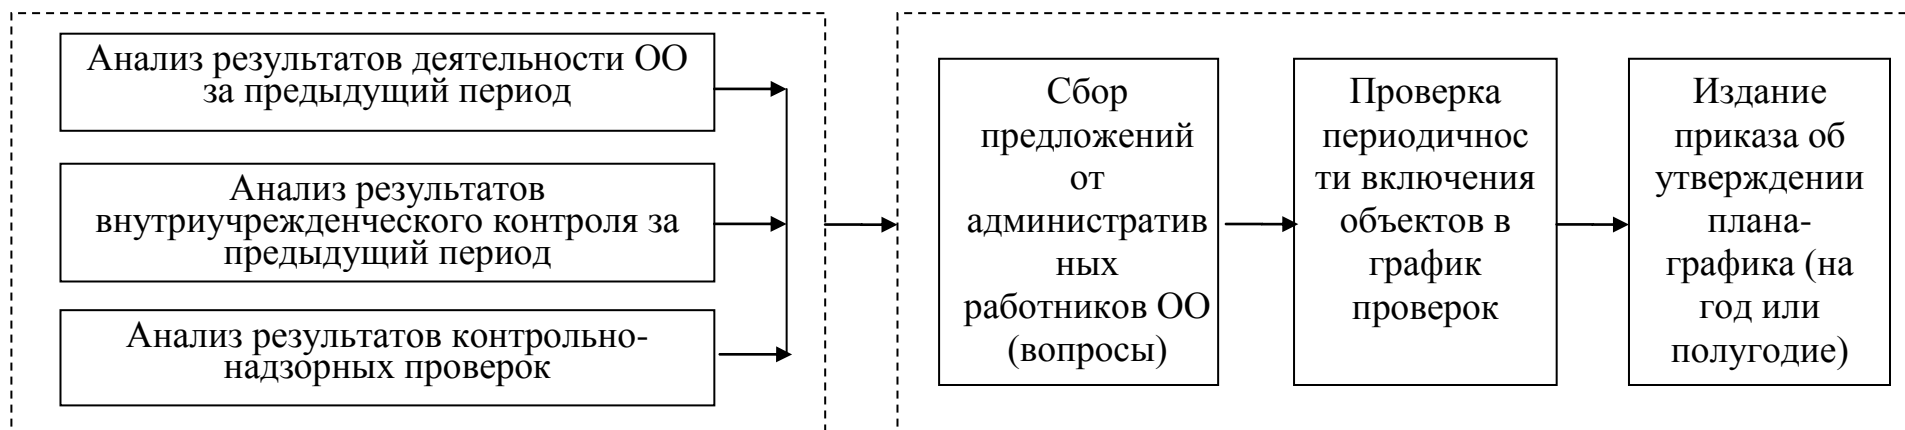 Анализ результатов деятельности ОО
за предыдущий период
Анализ результатов
внутриучрежденческого контроля за
предыдущий период
Анализ результатов контрольно-
надзорных проверок
Сбор
предложений
от
административ
ных
работников ОО
(вопросы)
Проверка
периодичнос
ти включения
объектов в
график
проверок
Издание
приказа об
утверждении
плана-
графика (на
год или
полугодие)